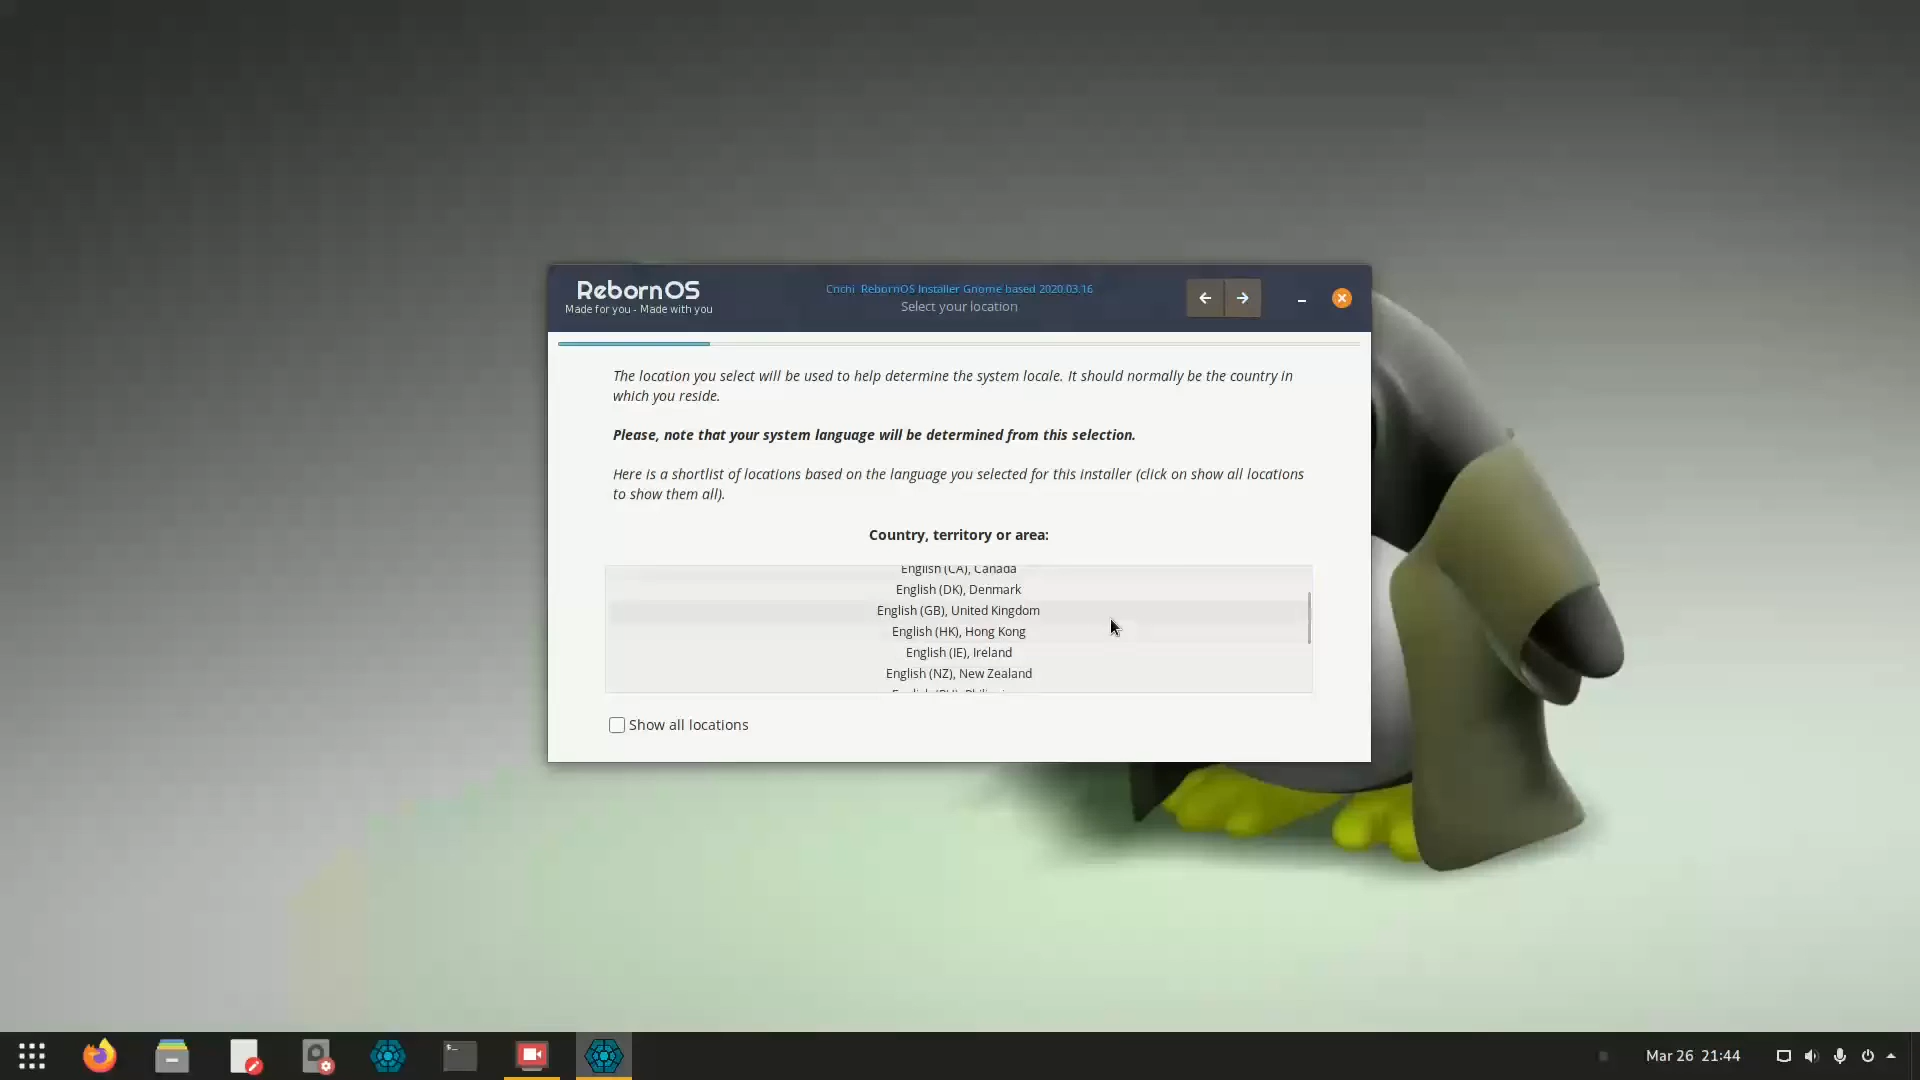 RebornOS
Made for you - Made with you
Cnchi RebornOS Installer Gnome based 2020.03.16
Select your location
The location you select will be used to help determine the system locale. It should normally be the country in
which you reside.
Please, note that your system language will be determined from this selection.
Here is a shortlist of locations based on the language you selected for this installer (click on show all locations
to show them all).
Country, territory or area:
English (CA), Canada
English (DK), Denmark
English (GB), United Kingdom
English (HK), Hong Kong
English (IE), Ireland
English (NZ), New Zealand
Show all locations
Mar 26 21:44